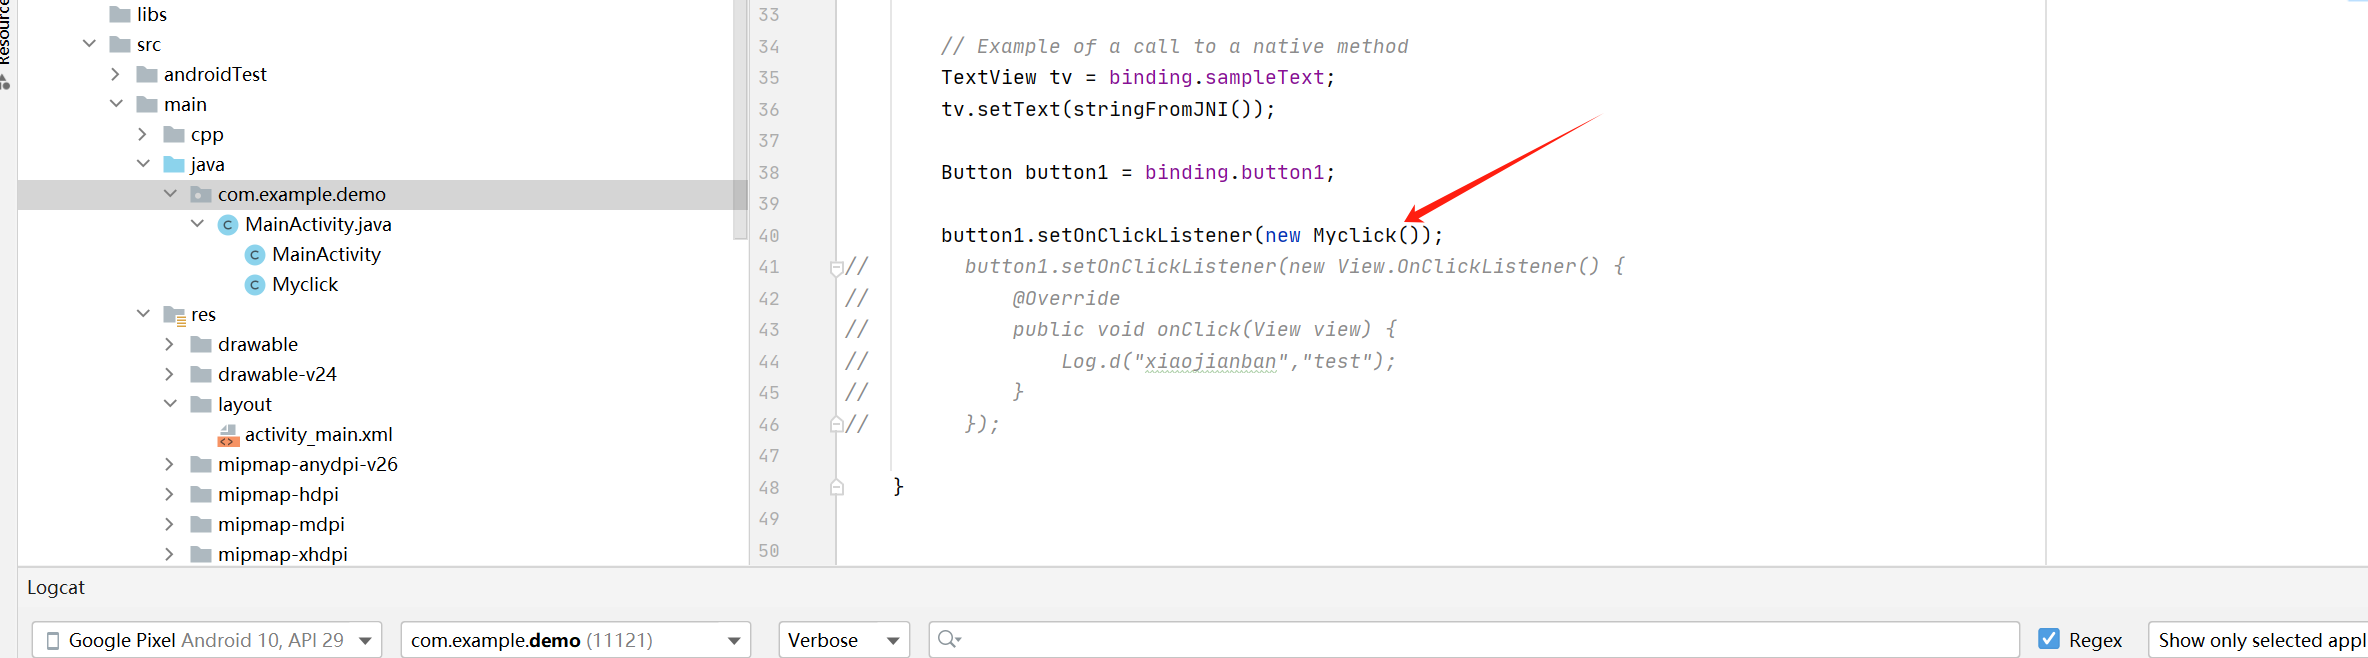 Resource
libs
src
androidTest
main
cpp
java
com.example.demo
MainActivity.java
MainActivity
Myclick
res
drawable
drawable-v24
layout
activity_main.xml
mipmap-anydpi-v26
mipmap-hdpi
mipmap-mdpi
mipmap-xhdpi
33
34 // Example of a call to a native method
35 TextView tv = binding.sampleText;
36 tv.setText(stringFromJNI());
37
38 Button button1 = binding.button1;
39
40 button1.setOnClickListener(new Myclick());
41 // button1.setOnClickListener(new View.OnClickListener() {
42 // @Override
43 // public void onClick(View view) {
44 // Log.d("xiaojianban","test");
45 // }
46 // });
47
48 }
49
50
Logcat
Google Pixel Android 10, API 29
com.example.demo (11121)
Verbose
Regex
Show only selected appl